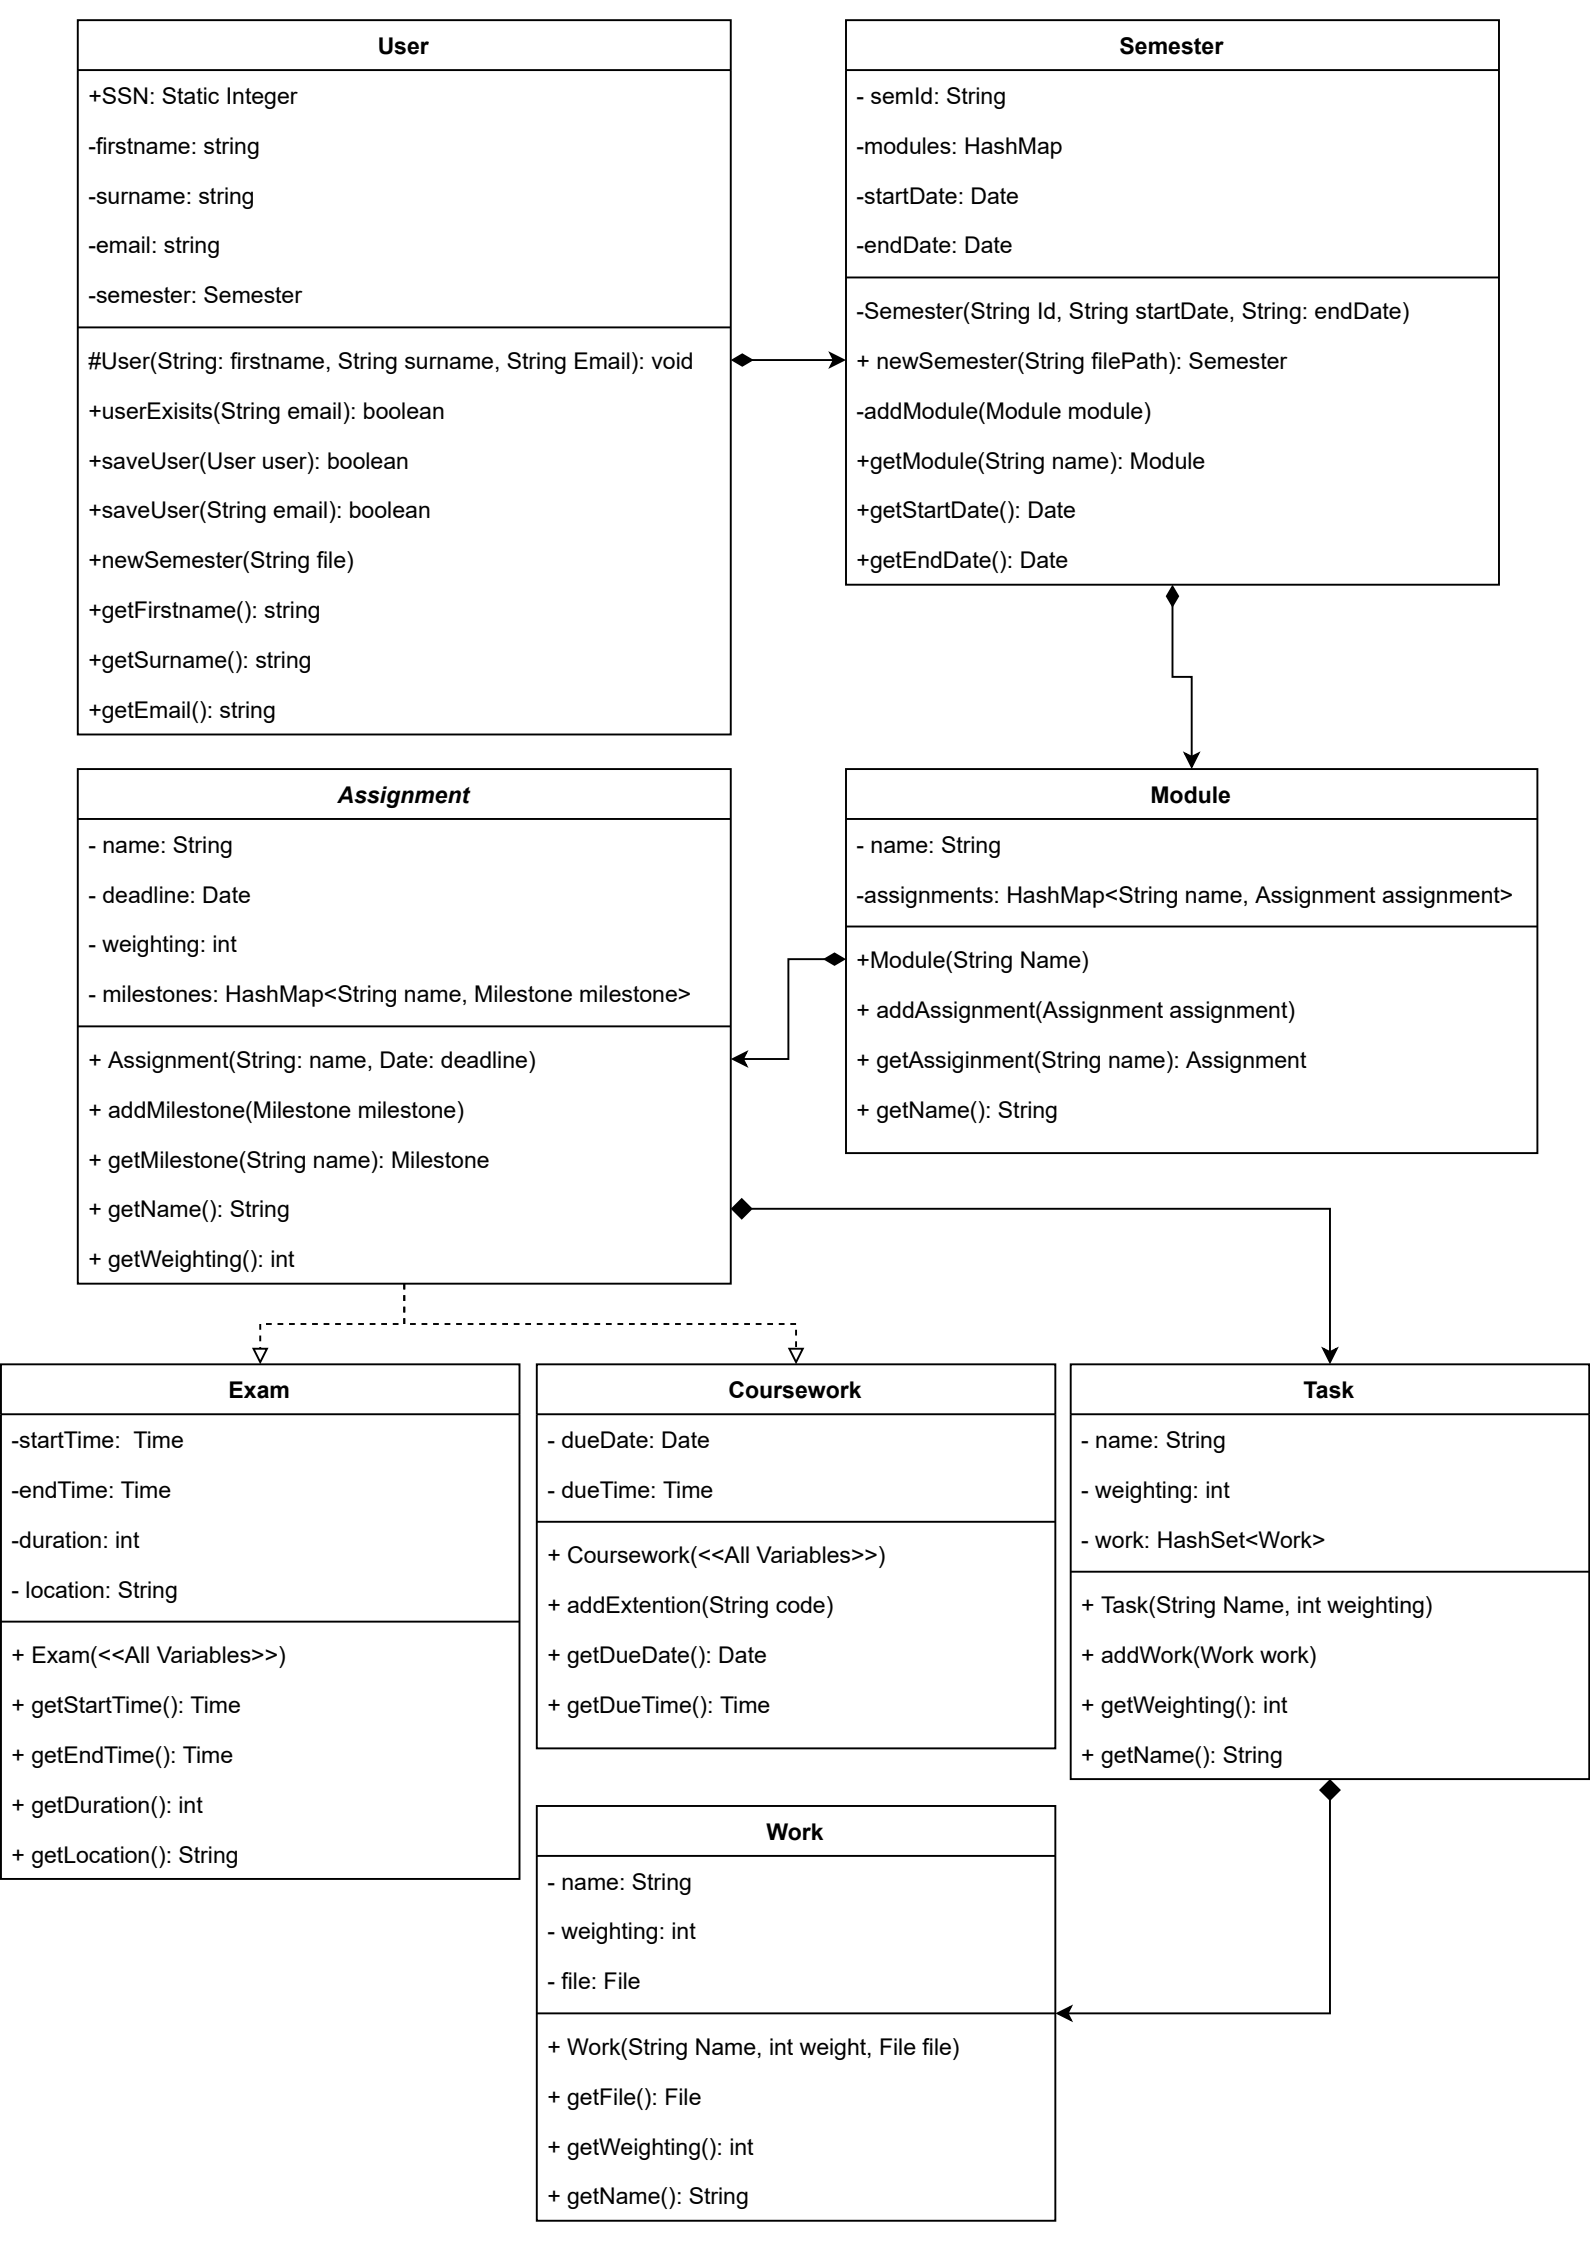 User
+SSN: Static Integer
-firstname: string
-surname: string
-email: string
-semester: Semester
#User(String: firstname, String surname, String Email): void
+userExisits(String email): boolean
+saveUser(User user): boolean
+saveUser(String email): boolean
+newSemester(String file)
+getFirstname(): string
+getSurname(): string
+getEmail(): string
Semester
- semId: String
-modules: HashMap
-startDate: Date
-endDate: Date
-Semester(String Id, String startDate, String: endDate)
+ newSemester(String filePath): Semester
-addModule(Module module)
+getModule(String name): Module
+getStartDate(): Date
+getEndDate(): Date
Assignment
- name: String
- deadline: Date
- weighting: int
- milestones: HashMap<String name, Milestone milestone>
+ Assignment(String: name, Date: deadline)
+ addMilestone(Milestone milestone)
+ getMilestone(String name): Milestone
+ getName(): String
+ getWeighting(): int
Module
- name: String
-assignments: HashMap<String name, Assignment assignment>
+Module(String Name)
+ addAssignment(Assignment assignment)
+ getAssiginment(String name): Assignment
+ getName(): String
Exam
-startTime:  Time
-endTime: Time
-duration: int
- location: String
+ Exam(<<All Variables>>)
+ getStartTime(): Time
+ getEndTime(): Time
+ getDuration(): int
+ getLocation(): String
Coursework
- dueDate: Date
- dueTime: Time
+ Coursework(<<All Variables>>)
+ addExtention(String code)
+ getDueDate(): Date
+ getDueTime(): Time
Task
- name: String
- weighting: int
- work: HashSet<Work>
+ Task(String Name, int weighting)
+ addWork(Work work)
+ getWeighting(): int
+ getName(): String
Work
- name: String
- weighting: int
- file: File
+ Work(String Name, int weight, File file)
+ getFile(): File
+ getWeighting(): int
+ getName(): String